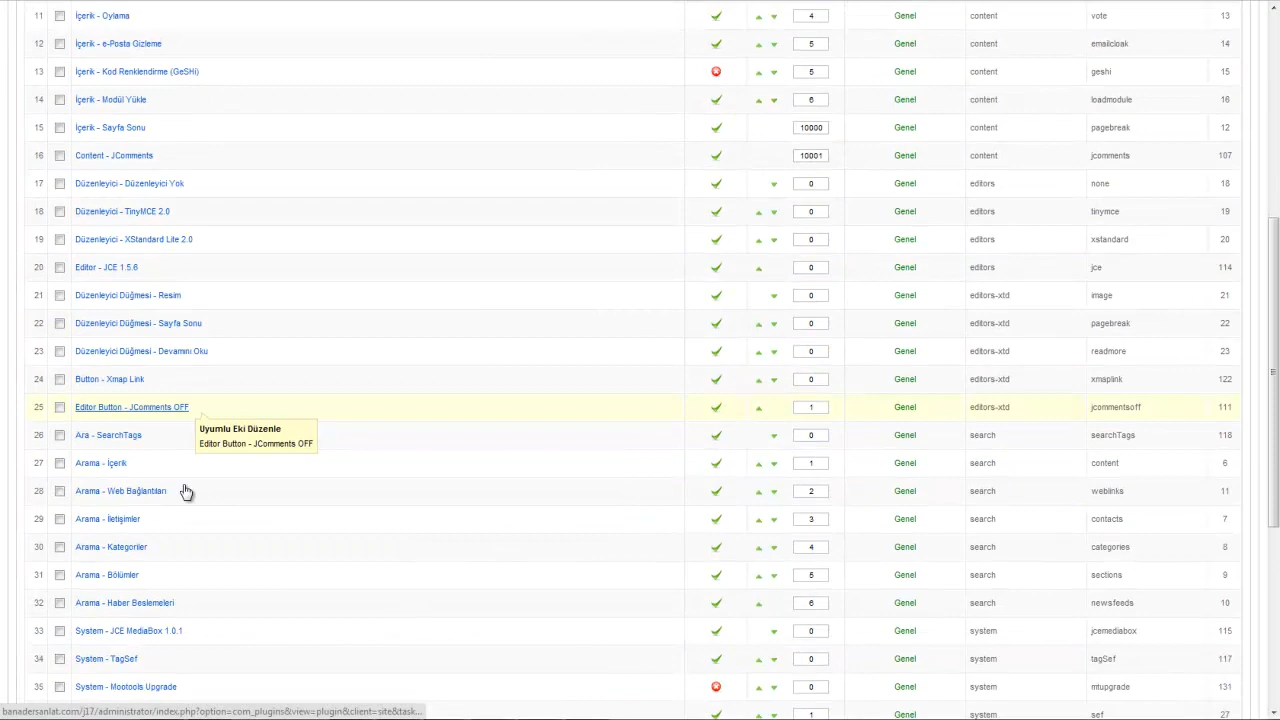 11 İçerik - Oylama 4 Genel content vote 13
12 İçerik - e-Posta Gizleme 5 Genel content emailcloak 14
13 İçerik - Kod Renklendirme (GeSHi) 5 Genel content geshi 15
14 İçerik - Modül Yükle 6 Genel content loadmodule 16
15 İçerik - Sayfa Sonu 10000 Genel content pagebreak 12
16 Content - JComments 10001 Genel content jcomments 107
17 Düzenleyici - Düzenleyici Yok 0 Genel editors none 18
18 Düzenleyici - TinyMCE 2.0 0 Genel editors tinymce 19
19 Düzenleyici - XStandard Lite 2.0 0 Genel editors xstandard 20
20 Editor - JCE 1.5.6 0 Genel editors jce 114
21 Düzenleyici Düğmesi - Resim 0 Genel editors-xtd image 21
22 Düzenleyici Düğmesi - Sayfa Sonu 0 Genel editors-xtd pagebreak 22
23 Düzenleyici Düğmesi - Devamını Oku 0 Genel editors-xtd readmore 23
24 Button - Xmap Link 0 Genel editors-xtd xmaplink 122
25 Editor Button - JComments OFF 1 Genel editors-xtd jcommentsoff 111
Uyumlu Eki Düzenle
Editor Button - JComments OFF
26 Ara - SearchTags 0 Genel search searchTags 118
27 Arama - İçerik 1 Genel search content 6
28 Arama - Web Bağlantıları 2 Genel search weblinks 11
29 Arama - İletişimler 3 Genel search contacts 7
30 Arama - Kategoriler 4 Genel search categories 8
31 Arama - Bölümler 5 Genel search sections 9
32 Arama - Haber Beslemeleri 6 Genel search newsfeeds 10
33 System - JCE MediaBox 1.0.1 0 Genel system jcemediabox 115
34 System - TagSef 0 Genel system tagSef 117
35 System - Mootools Upgrade 0 Genel system mtupgrade 131
1 Genel system sef 27
banadersanlat.com/j17/administrator/index.php?option=com_plugins&view=plugin&client=site&task...